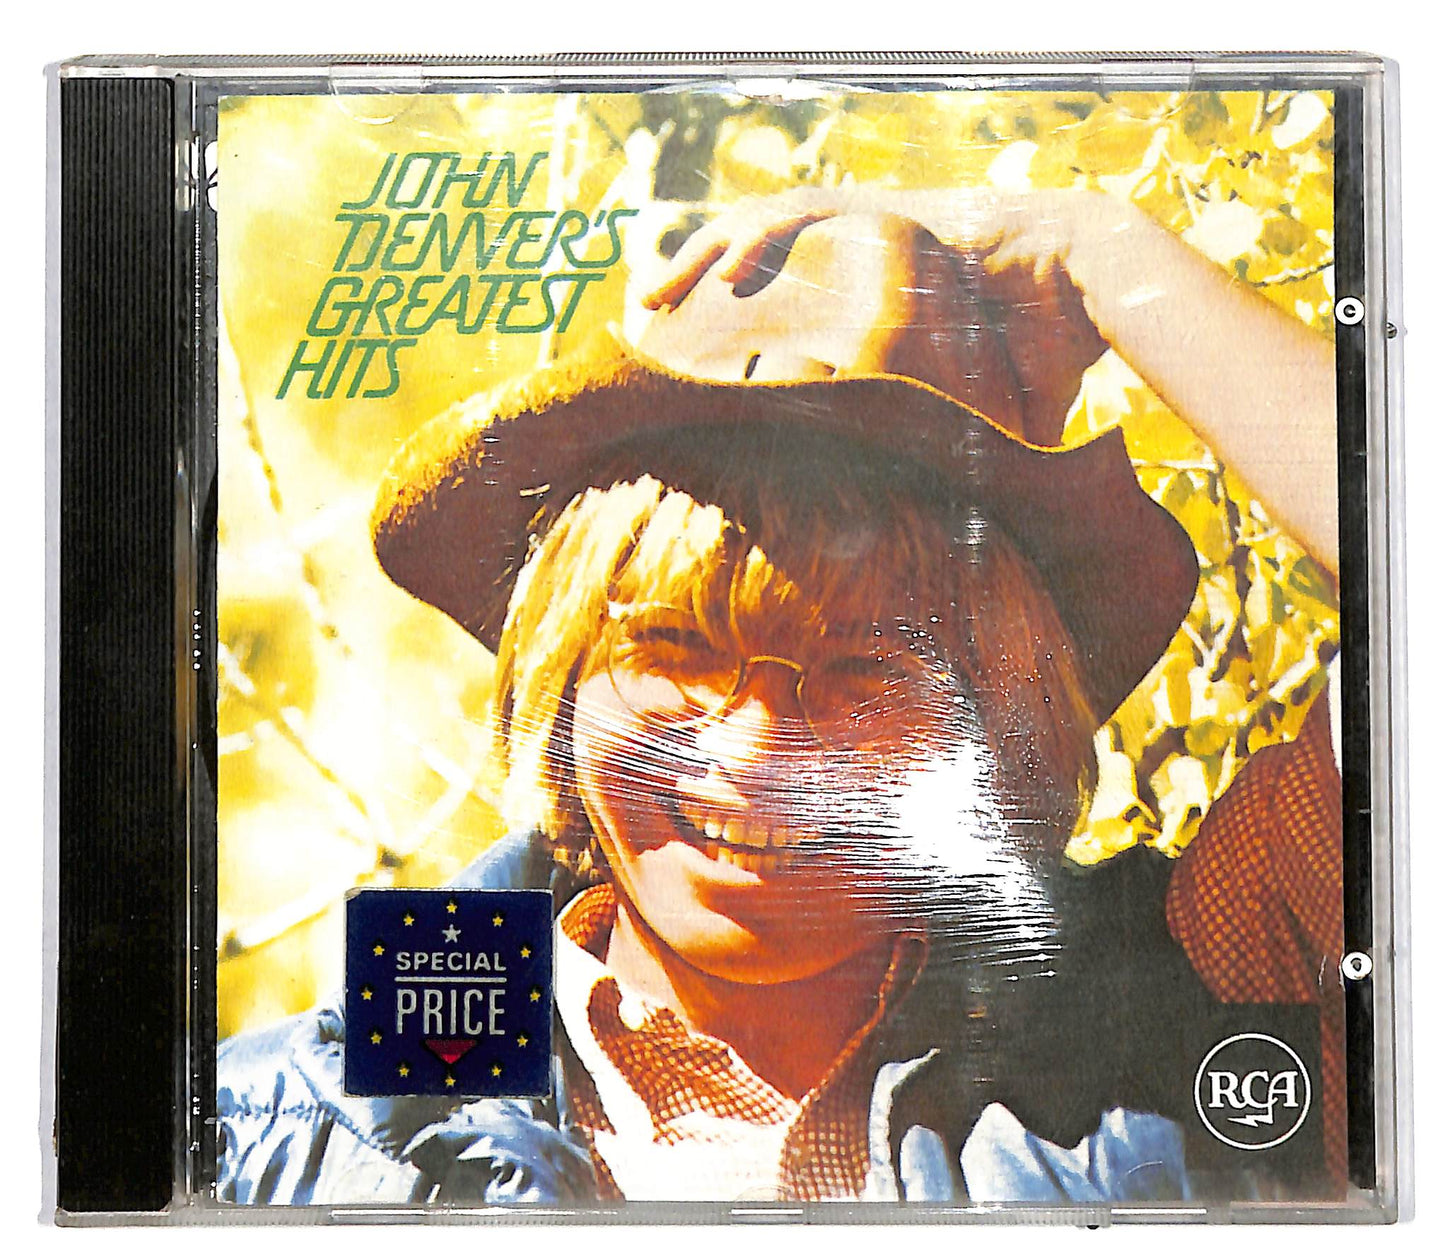 JOHN
DENVER'S
GREATEST
HITS
SPECIAL
PRICE
RCA